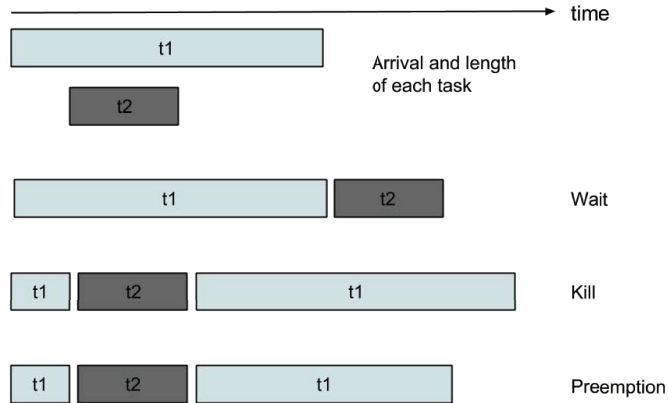 time
t1
Arrival and length
of each task
t2
t1 t2 Wait
t1 t2 t1 Kill
t1 t2 t1 Preemption